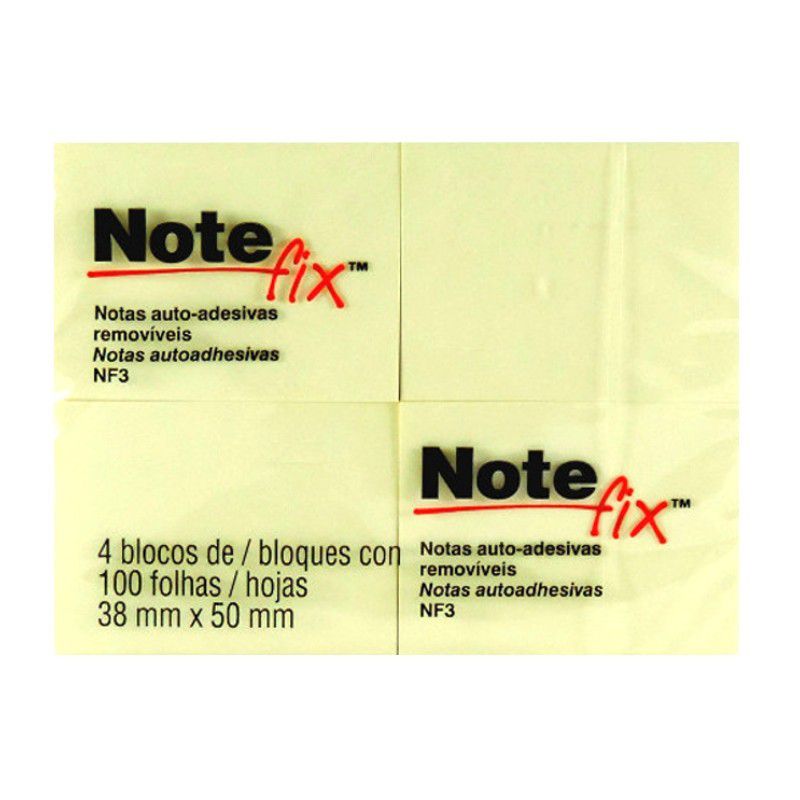 Note
fix™
Notas auto-adesivas
removíveis
Notas autoadhesivas
NF3
4 blocos de / bloques con
100 folhas / hojas
38 mm x 50 mm
Note
fix™
Notas auto-adesivas
removíveis
Notas autoadhesivas
NF3